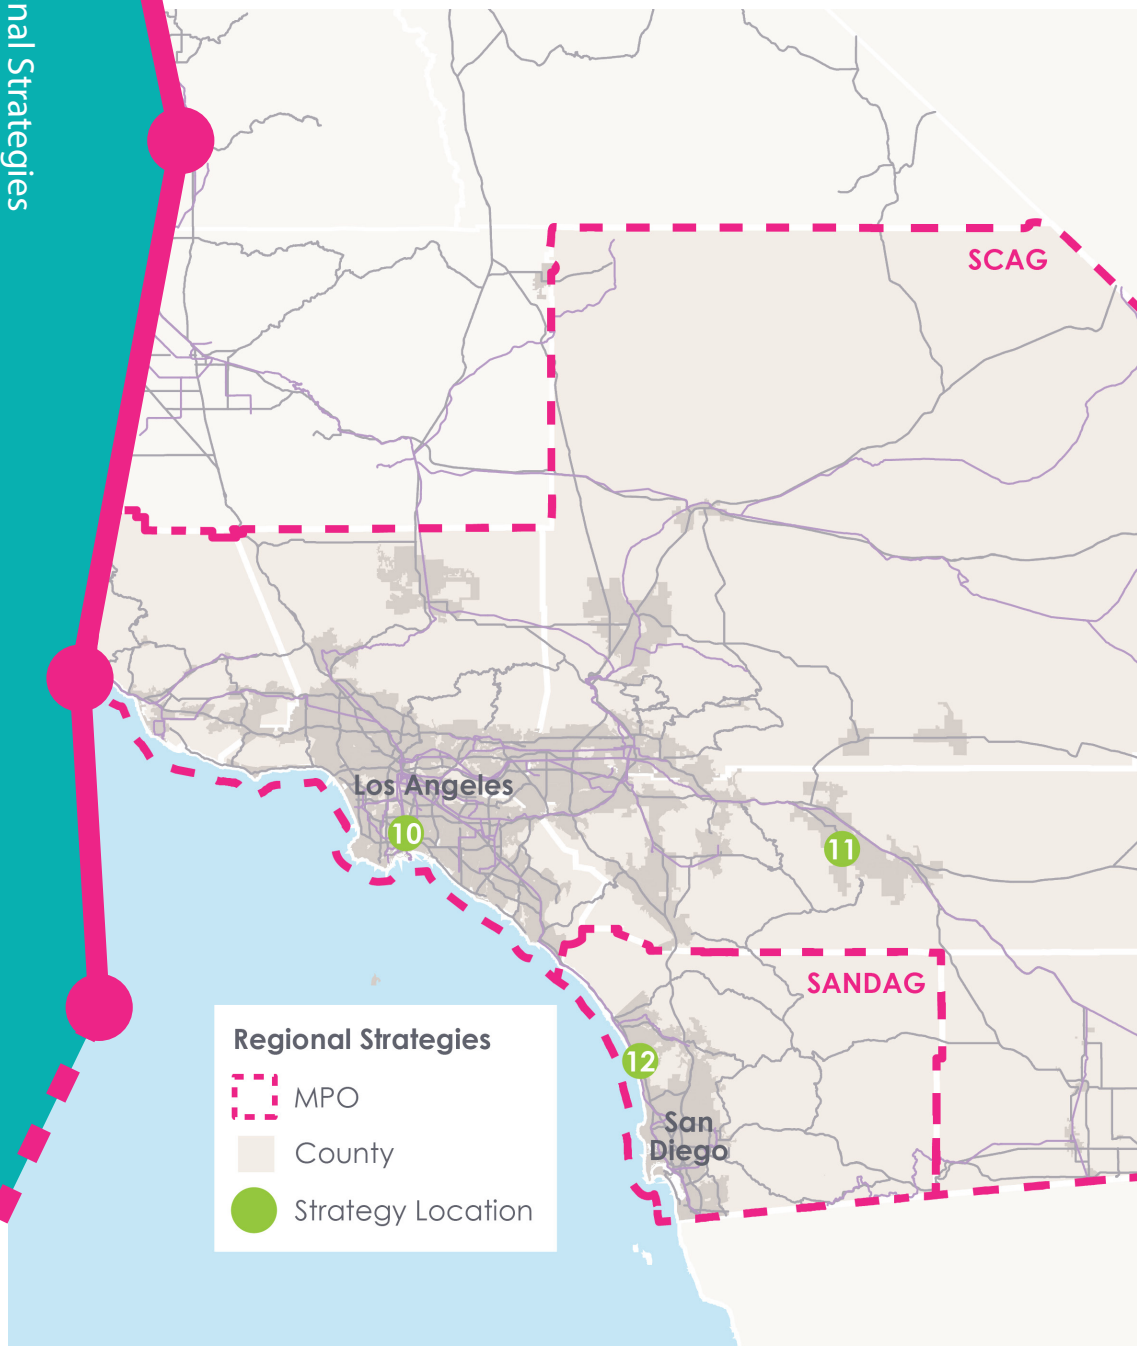 nal Strategies
SCAG
Los Angeles
10
11
SANDAG
12
San
Diego
Regional Strategies
MPO
County
Strategy Location